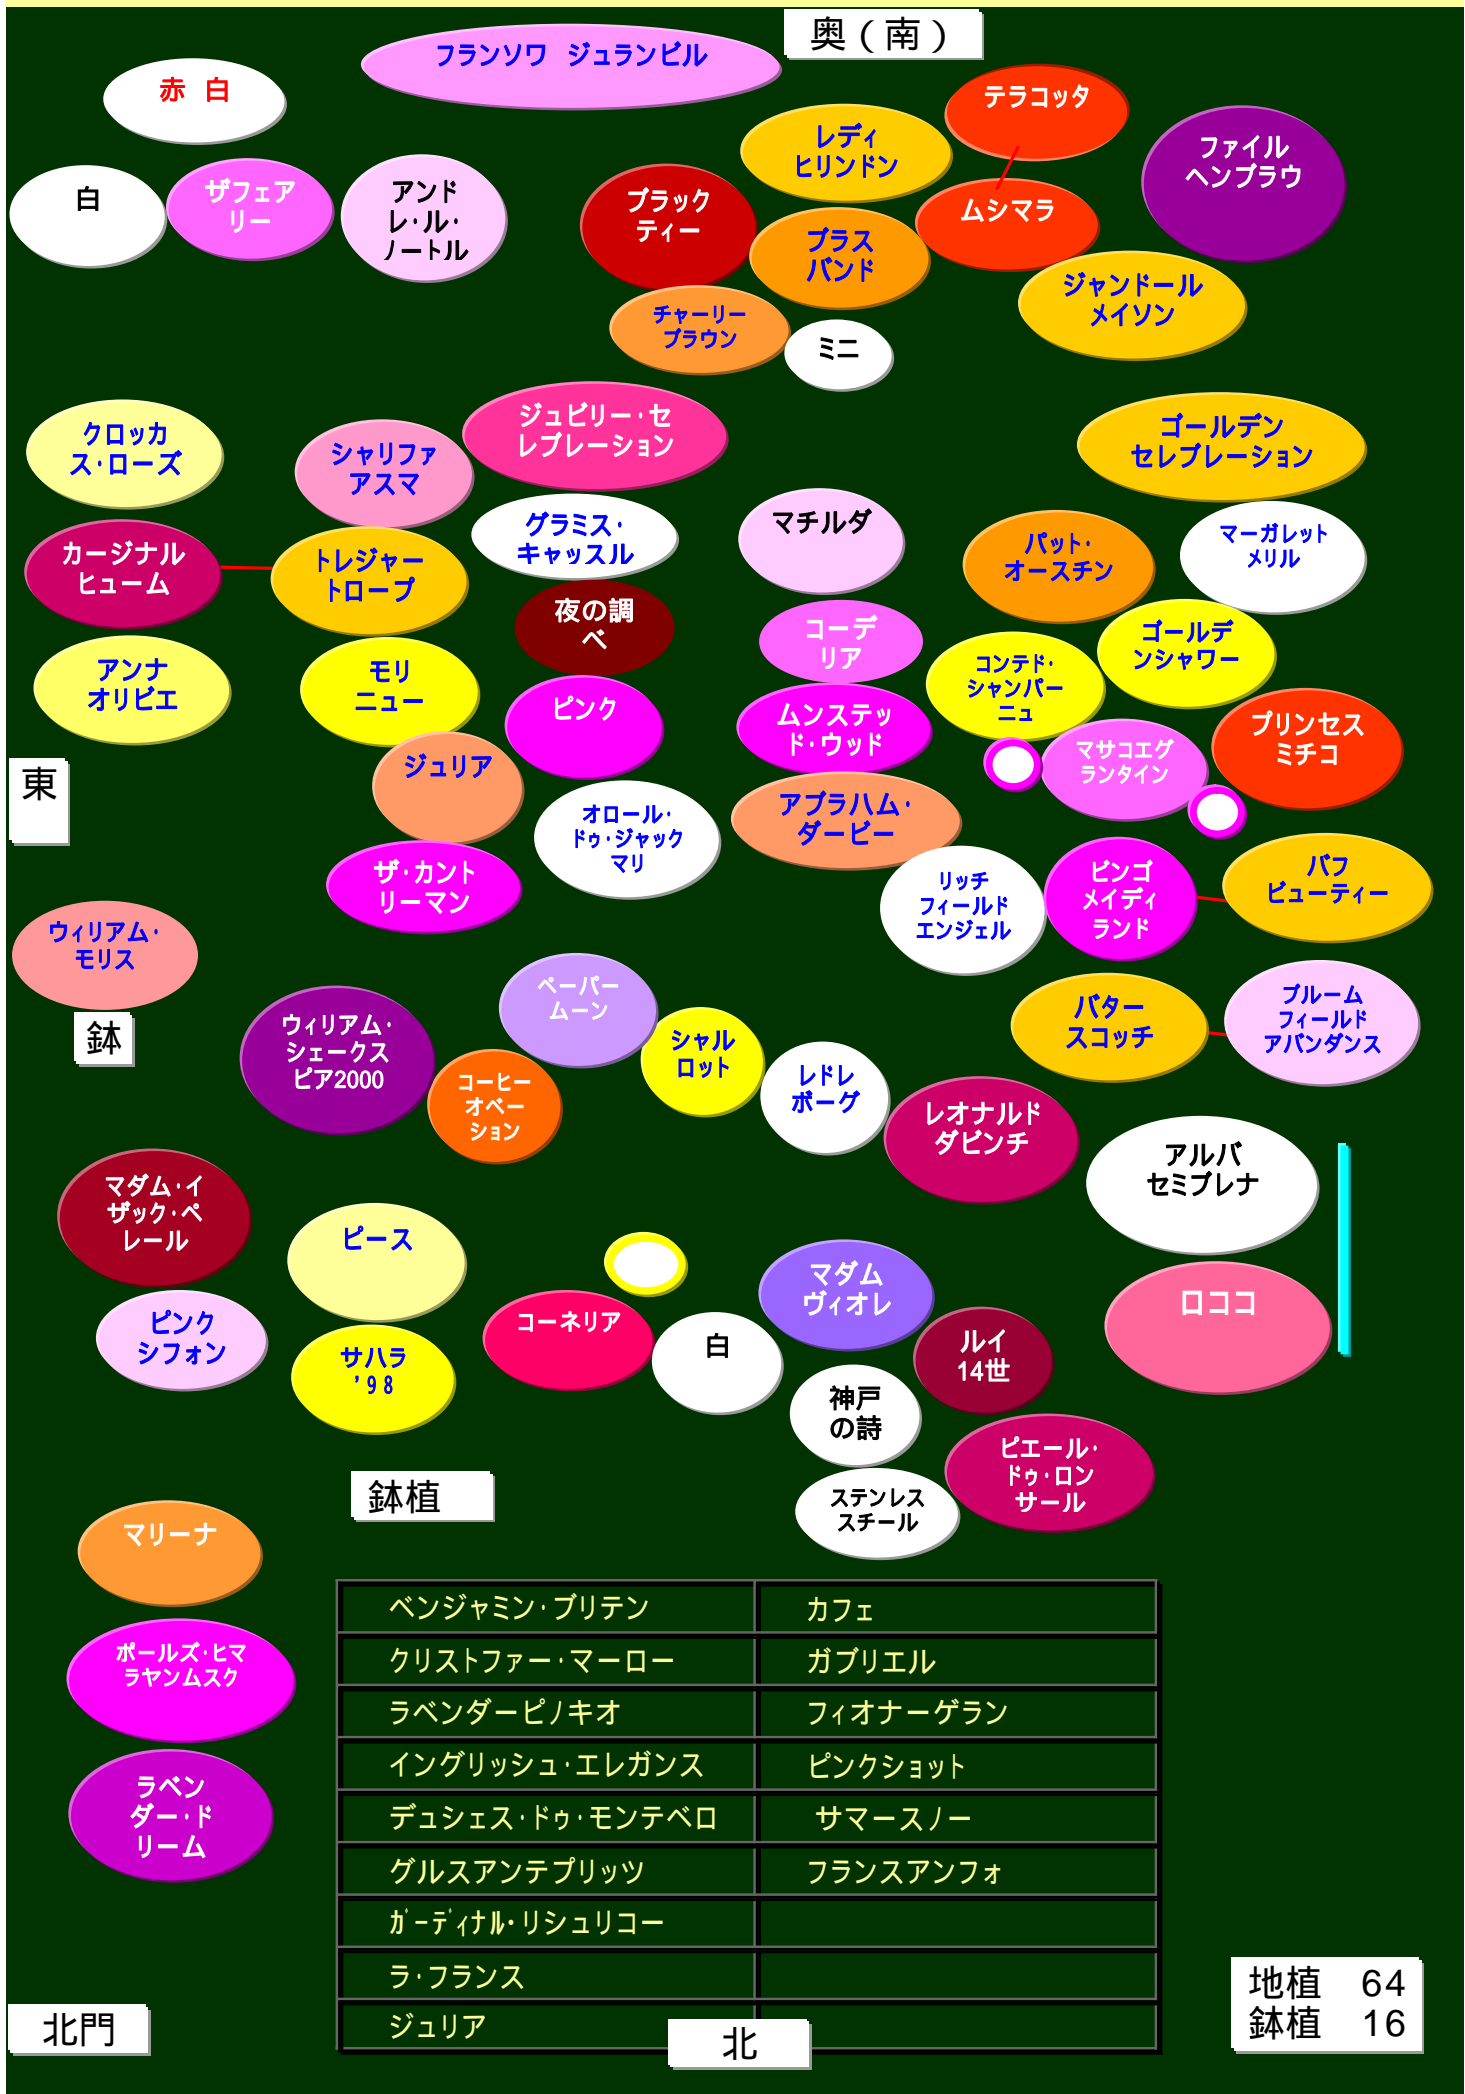 奥(南)
フランソワ ジュランビル
赤 白
テラコッタ
レディ
ヒリンドン
ファイル
ヘンブラウ
白
ザフェア
リー
アンド
レ・ル・
ノートル
ブラック
ティー
ムシマラ
ブラス
バンド
ジャンドール
メイソン
チャーリー
ブラウン
ミニ
クロッカ
ス・ローズ
シャリファ
アスマ
ジュビリー・セ
レブレーション
ゴールデン
セレブレーション
グラミス・
キャッスル
マチルダ
パット・
オースチン
マーガレット
メリル
カージナル
ヒューム
トレジャー
トローブ
夜の調
べ
コーデ
リア
ゴールデ
ンシャワー
アンナ
オリビエ
モリ
ニュー
コンテド・
シャンパー
ニュ
ピンク
ムンステッ
ド・ウッド
プリンセス
ミチコ
ジュリア
マサコエグ
ランタイン
東
オロール・
ドゥ・ジャック
マリ
アブラハム・
ダービー
ザ・カント
リーマン
リッチ
フィールド
エンジェル
ピンゴ
メイディ
ランド
バフ
ビューティー
ウィリアム・
モリス
鉢
ウィリアム・
シェークス
ピア2000
ペーパー
ムーン
シャル
ロット
バター
スコッチ
ブルーム
フィールド
アバンダンス
コーヒー
オベー
ション
レドレ
ボーグ
レオナルド
ダビンチ
アルバ
セミプレナ
マダム・イ
ザック・ペ
レール
ピース
マダム
ヴィオレ
ロココ
ピンク
シフォン
サハラ
'98
コーネリア
白
ルイ
14世
神戸
の詩
ピエール・
ドゥ・ロン
サール
鉢植
ステンレス
スチール
マリーナ
ポールズ・ヒマ
ラヤンムスク
ラベン
ダー・ド
リーム
ベンジャミン・ブリテン カフェ
クリストファー・マーロー ガブリエル
ラベンダーピノキオ フィオナーゲラン
イングリッシュ・エレガンス ピンクショット
デュシェス・ドゥ・モンテベロ サマースノー
グルスアンテプリッツ フランスアンフォ
ガーディナル・リシュリコー
ラ・フランス
ジュリア
地植 64
鉢植 16
北門
北